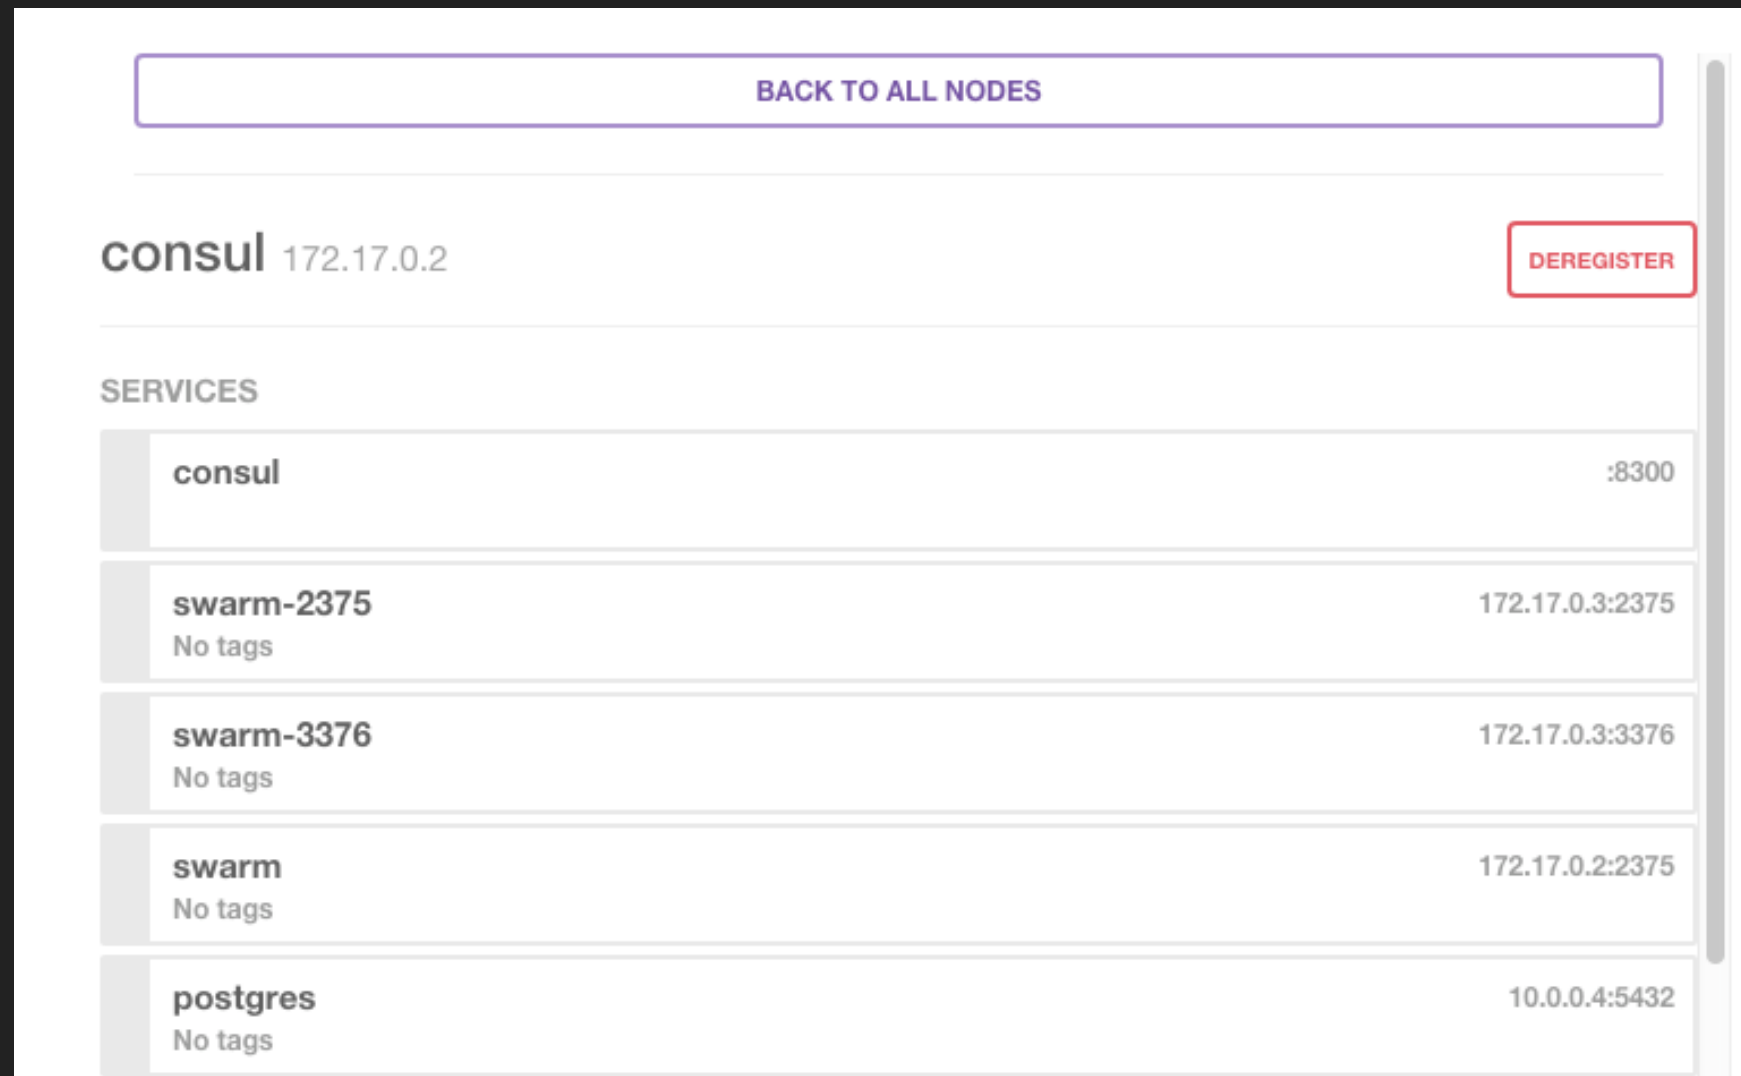 BACK TO ALL NODES
consul 172.17.0.2
DEREGISTER
SERVICES
consul
:8300
swarm-2375
172.17.0.3:2375
No tags
swarm-3376
172.17.0.3:3376
No tags
swarm
172.17.0.2:2375
No tags
postgres
10.0.0.4:5432
No tags